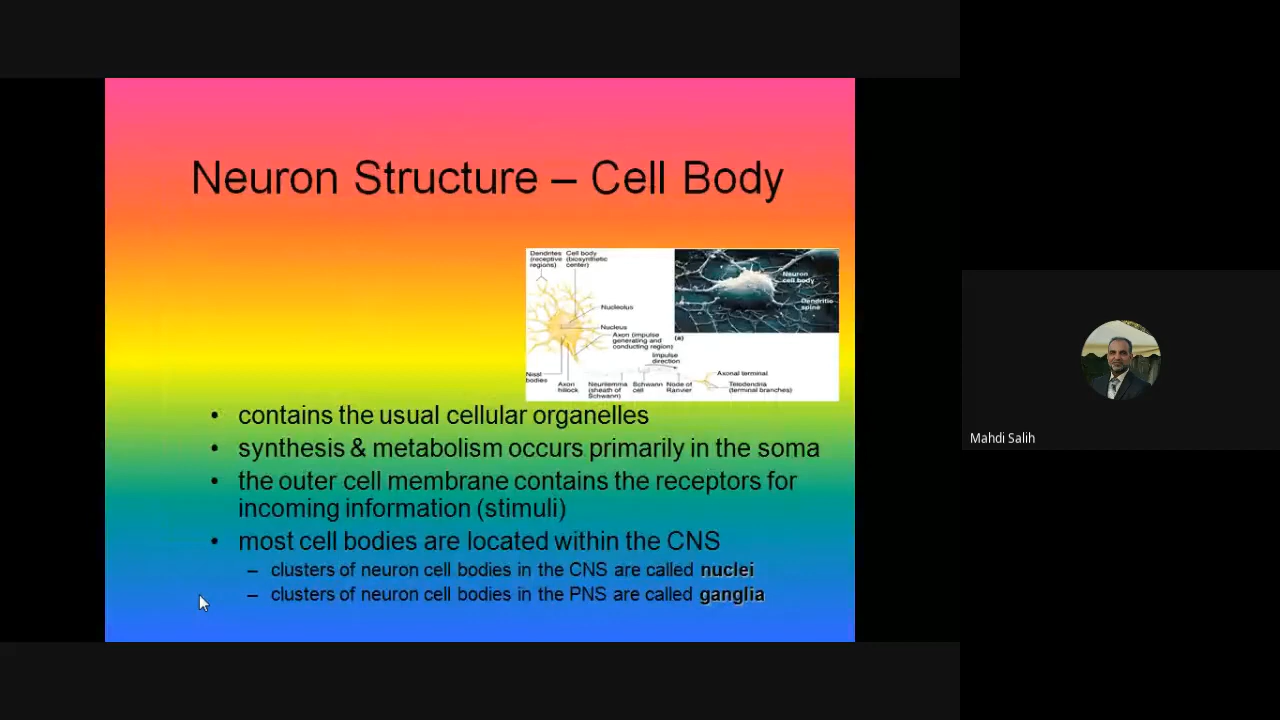 Neuron Structure – Cell Body
Dendrites
(receptive
regions)
Cell body
(biosynthetic
center)
Neuron
cell body
Dendritic
spine
Nucleolus
Nucleus
Axon (impulse
generating and
conducting region)
(a)
Impulse
direction
Nissl
bodies
Axon
hillock
Neurilemma
(sheath of
Schwann)
Schwann
cell
Node of
Ranvier
Axonal terminal
Telodendria
(terminal branches)
• contains the usual cellular organelles
• synthesis & metabolism occurs primarily in the soma
• the outer cell membrane contains the receptors for
incoming information (stimuli)
• most cell bodies are located within the CNS
– clusters of neuron cell bodies in the CNS are called nuclei
– clusters of neuron cell bodies in the PNS are called ganglia
Mahdi Salih